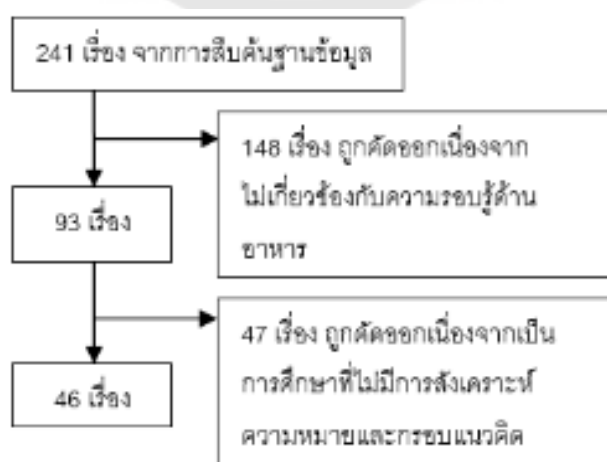 241 เรื่อง จากการสืบค้นฐานข้อมูล
148 เรื่อง ถูกคัดออกเนื่องจาก
ไม่เกี่ยวข้องกับความรอบรู้ด้าน
อาหาร
93 เรื่อง
47 เรื่อง ถูกคัดออกเนื่องจากเป็น
การศึกษาที่ไม่มีการสังเคราะห์
ความหมายและกรอบแนวคิด
46 เรื่อง